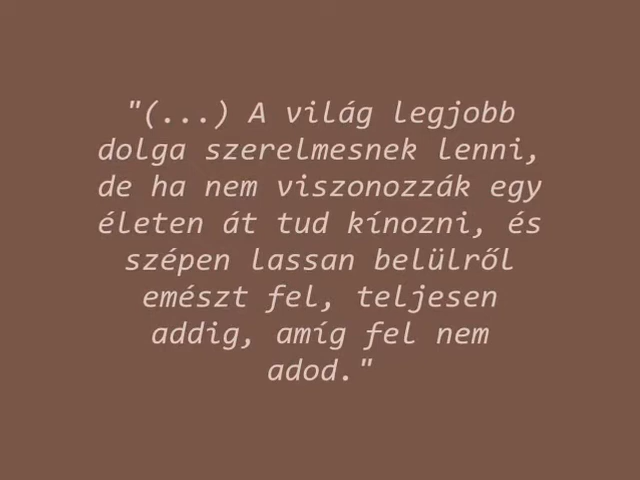 "(...) A világ legjobb
dolga szerelmesnek lenni,
de ha nem viszonozzák egy
életen át tud kínozni, és
szépen lassan belülről
emészt fel, teljesen
addig, amíg fel nem
adod."